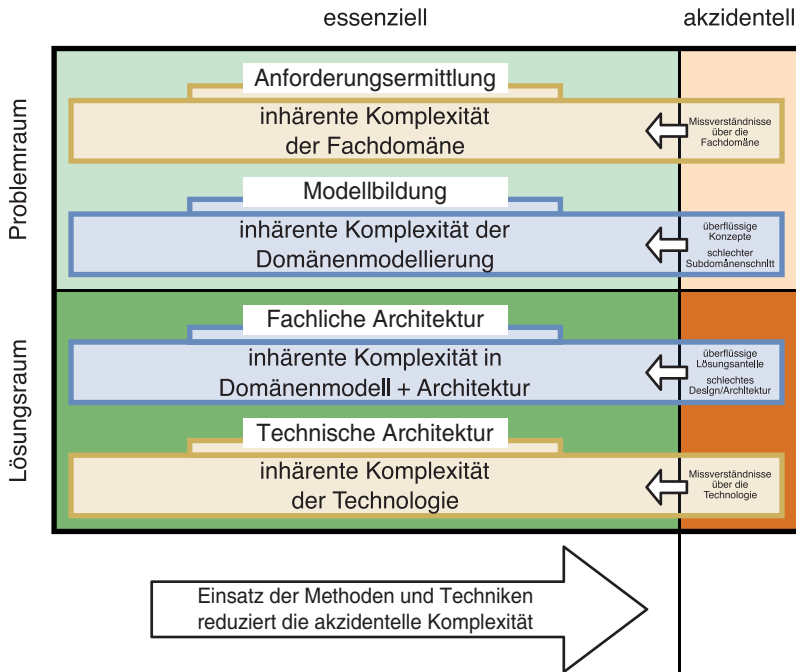 essenziell
akzidentell
Problemraum
Anforderungsermittlung
inhärente Komplexität
der Fachdomäne
Missverständnisse
über die
Fachdomäne
Modellbildung
inhärente Komplexität der
Domänenmodellierung
überflüssige
Konzepte
schlechter
Subdomänenschnitt
Lösungsraum
Fachliche Architektur
inhärente Komplexität in
Domänenmodell + Architektur
überflüssige
Lösungsanteile
schlechtes
Design/Architektur
Technische Architektur
inhärente Komplexität
der Technologie
Missverständnisse
über die
Technologie
Einsatz der Methoden und Techniken
reduziert die akzidentelle Komplexität